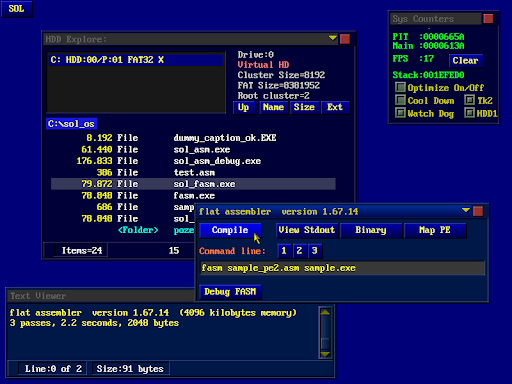 SOL
HDD Explore:
C: HDD:00/P:01 FAT32 X
Drive:0
Virtual HD
Cluster Size=8192
FAT Size=8381952
Root cluster=2
Up Name Size Ext
C:\sol_os
8.192 File dummy_caption_ok.EXE
61.440 File sol_asm.exe
176.833 File sol_asm_debug.exe
306 File test.asm
79.872 File sol_fasm.exe
78.848 File fasm.exe
686 File samp
78.848 File sol_
<Folder> poze
Items=24 15
Sys Counters
PIT :0000665A
Main :0000613A
FPS :17 Clear
Stack:001EFED0
Optimize On/Off
Cool Down Tk2
Watch Dog HDD1
flat assembler version 1.67.14
Compile View Stdout Binary Map PE
Command line: 1 2 3
fasm sample_pe2.asm sample.exe
Debug FASM
Text Viewer
flat assembler version 1.67.14 (4096 kilobytes memory)
3 passes, 2.2 seconds, 2048 bytes
Line:0 of 2 Size:91 bytes